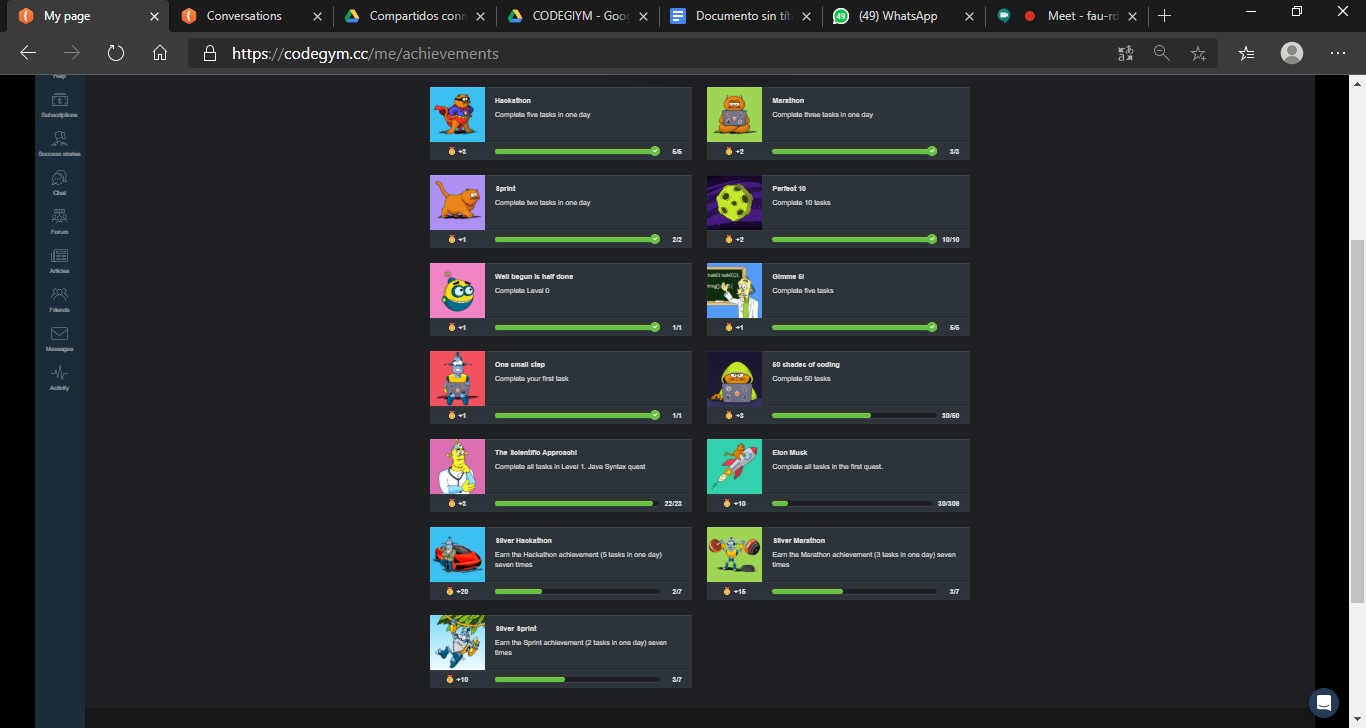 My page
Conversations
Compartidos con
CODEGIYM - Goo
Documento sin tít
49
(49) WhatsApp
Meet - fau-r
https://codegym.cc/me/achievements
Help
Subscriptions
Success stories
Chat
Forum
Articles
Friends
Messages
Activity
Hackathon
Complete five tasks in one day
+3
5/5
Marathon
Complete three tasks in one day
+2
3/3
Sprint
Complete two tasks in one day
+1
2/2
Perfect 10
Complete 10 tasks
+2
10/10
Well begun is half done
Complete Level 0
+1
1/1
Gimme 5!
Complete five tasks
+1
5/5
One small step
Complete your first task
+1
1/1
50 shades of coding
Complete 50 tasks
+3
30/50
The Scientific Approach!
Complete all tasks in Level 1. Java Syntax quest
+3
22/23
Elon Musk
Complete all tasks in the first quest.
+10
30/309
Silver Hackathon
Earn the Hackathon achievement (5 tasks in one day)
seven times
+20
2/7
Silver Marathon
Earn the Marathon achievement (3 tasks in one day) seven
times
+15
3/7
Silver Sprint
Earn the Sprint achievement (2 tasks in one day) seven
times
+10
3/7